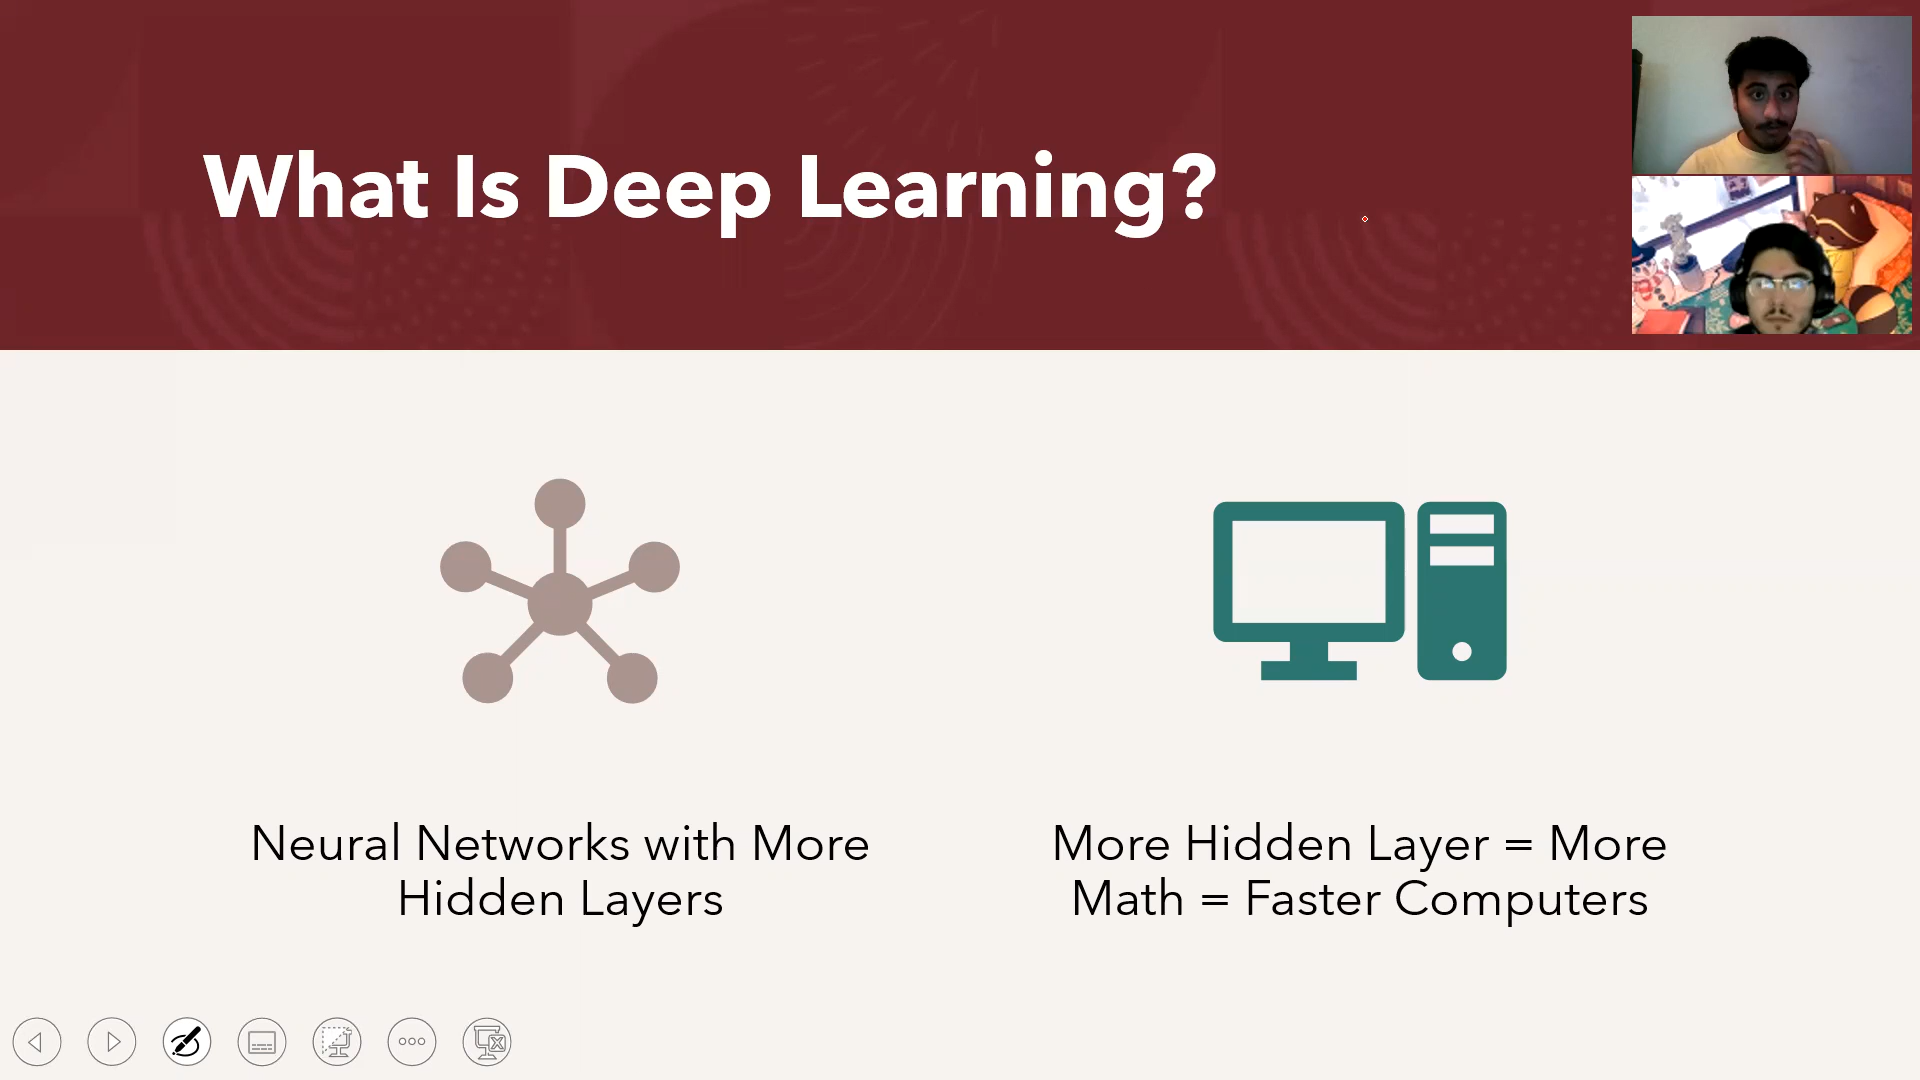 What Is Deep Learning?
Neural Networks with More
Hidden Layers
More Hidden Layer = More
Math = Faster Computers